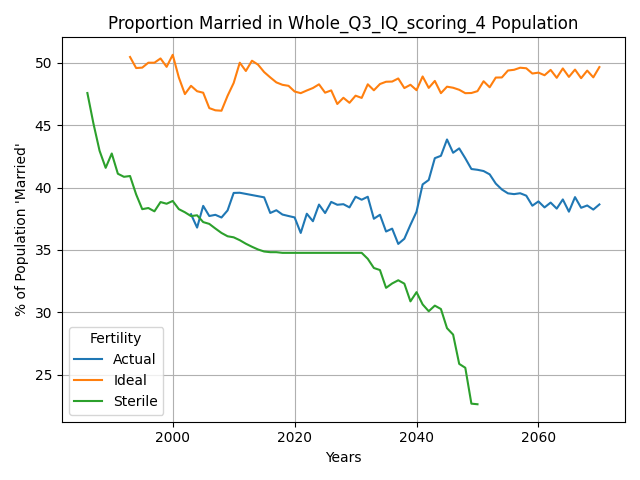 Proportion Married in Whole_Q3_IQ_scoring_4 Population
% of Population 'Married'
50
45
40
35
30
25
Fertility
Actual
Ideal
Sterile
2000 2020 2040 2060
Years